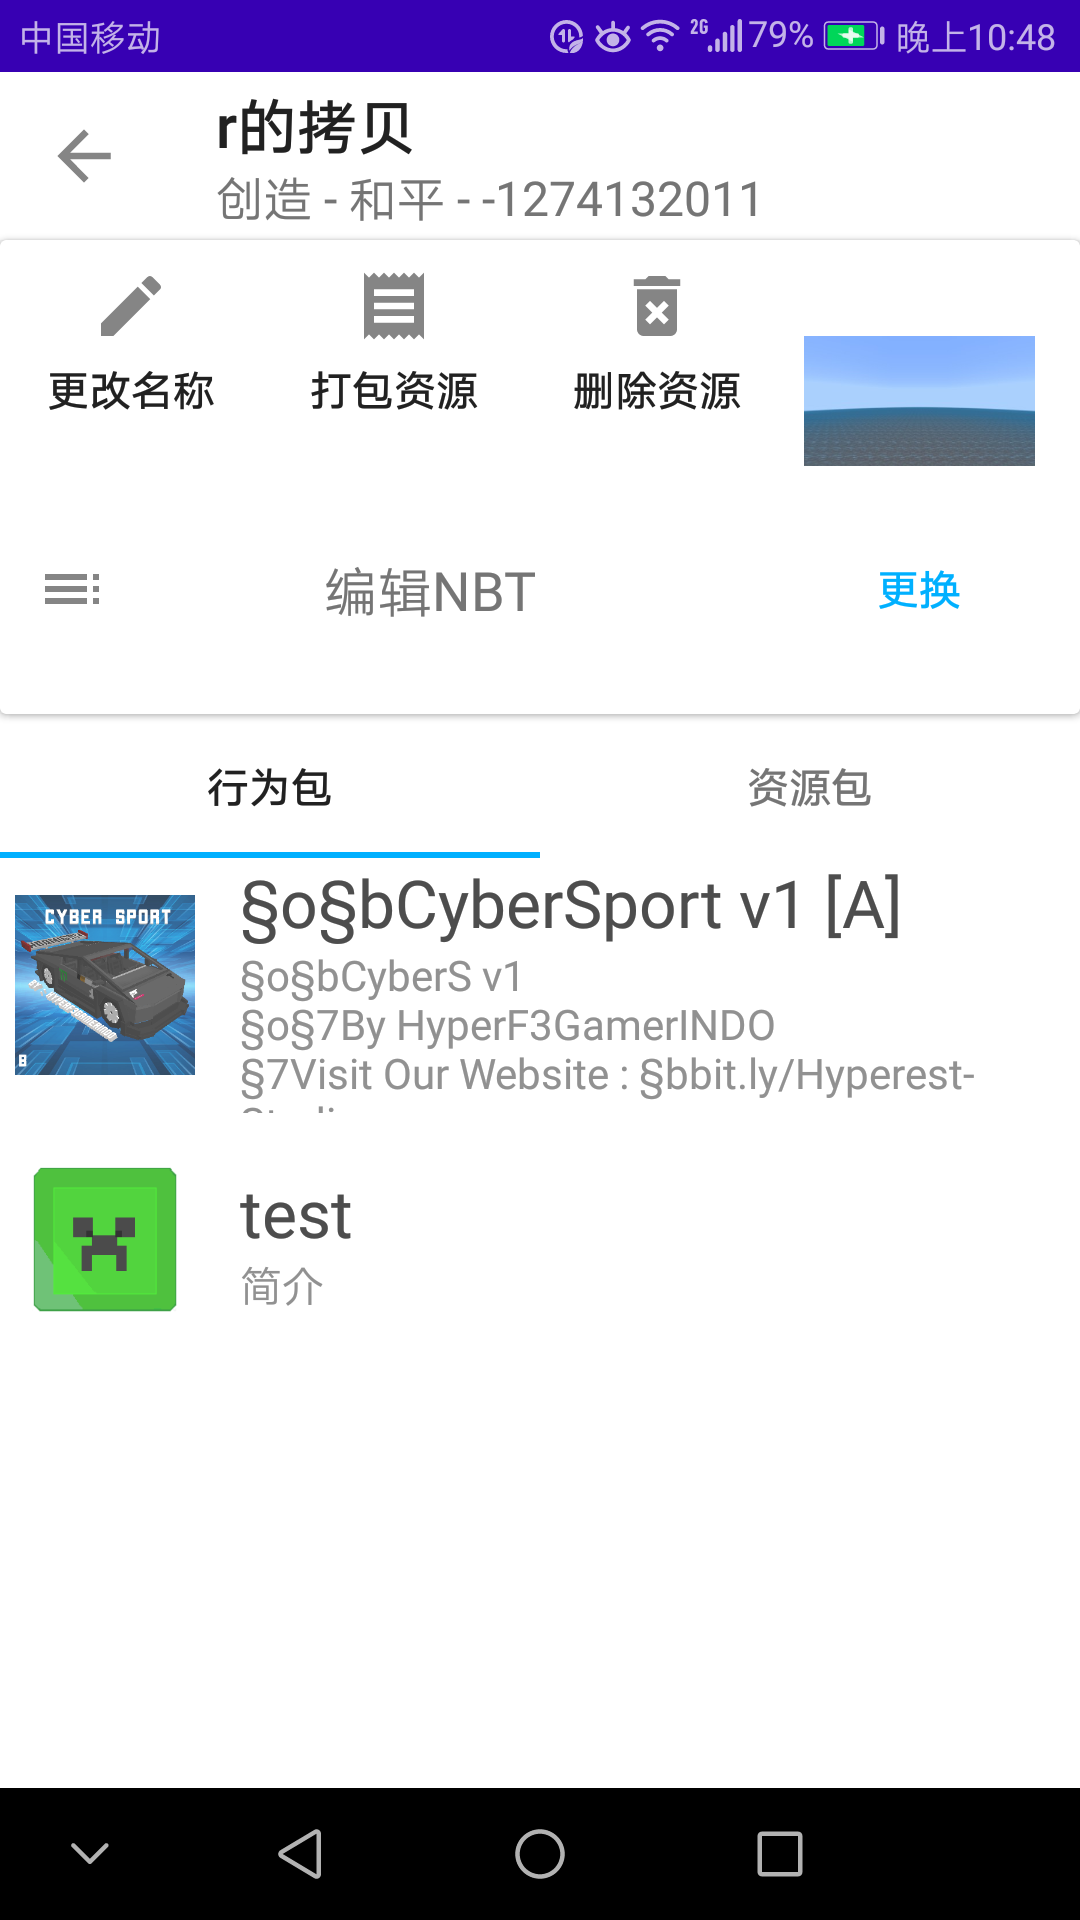 中国移动 2G 79% 晚上10:48
r的拷贝
创造 - 和平 - -1274132011
更改名称 打包资源 删除资源
编辑NBT 更换
行为包 资源包
CYBER SPORT
§o§bCyberSport v1 [A]
§o§bCyberS v1
§o§7By HyperF3GamerINDO
§7Visit Our Website : §bbit.ly/Hyperest-
test
简介